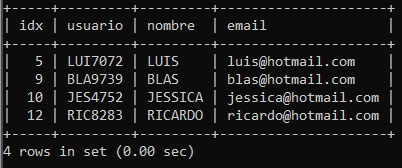 +-----+---------+---------+---------------------+
| idx | usuario | nombre | email |
+-----+---------+---------+---------------------+
| 5 | LUI7072 | LUIS | luis@hotmail.com |
| 9 | BLA9739 | BLAS | blas@hotmail.com |
| 10 | JES4752 | JESSICA | jessica@hotmail.com |
| 12 | RIC8283 | RICARDO | ricardo@hotmail.com |
+-----+---------+---------+---------------------+
4 rows in set (0.00 sec)